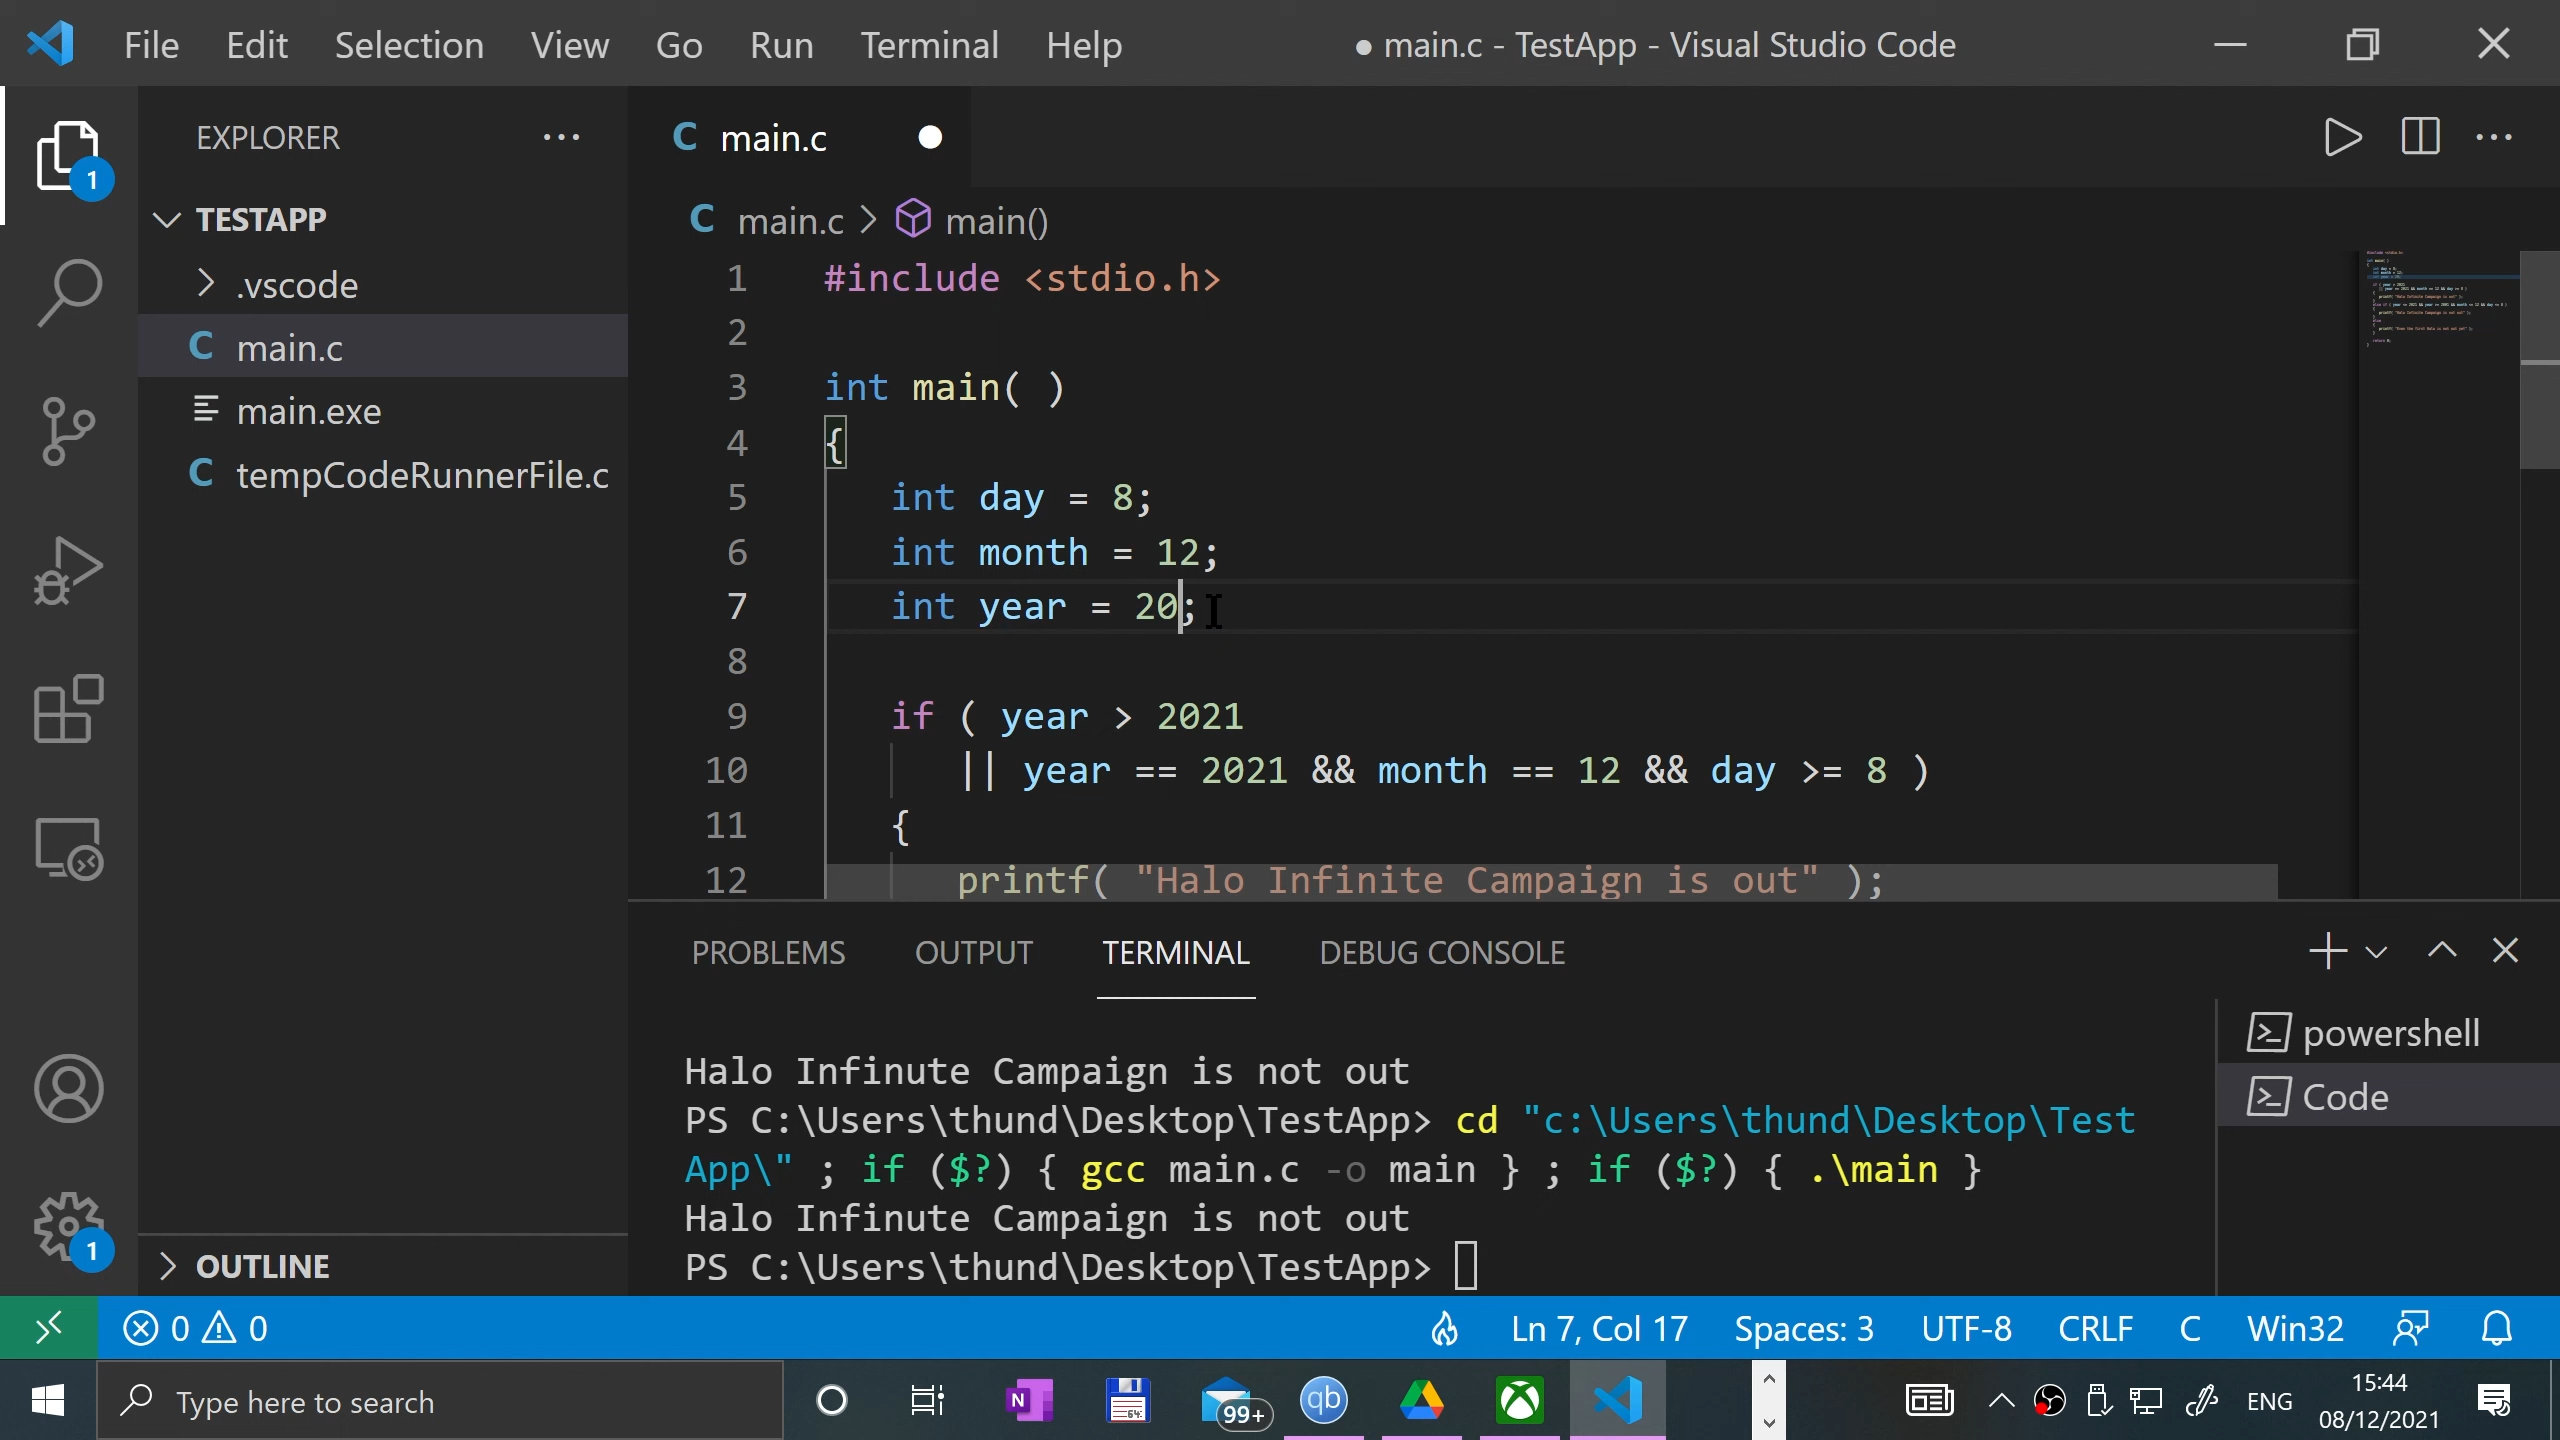 File Edit Selection View Go Run Terminal Help
● main.c - TestApp - Visual Studio Code
EXPLORER
1
TESTAPP
.vscode
C main.c
main.exe
C tempCodeRunnerFile.c
OUTLINE
1
C main.c
C main.c > main()
1 #include <stdio.h>
2
3 int main( )
4 {
5 int day = 8;
6 int month = 12;
7 int year = 20;
8
9 if ( year > 2021
10 || year == 2021 && month == 12 && day >= 8 )
11 {
12 printf( "Halo Infinite Campaign is out" );
PROBLEMS OUTPUT TERMINAL DEBUG CONSOLE
Halo Infinute Campaign is not out
PS C:\Users\thund\Desktop\TestApp> cd "c:\Users\thund\Desktop\Test
App\" ; if ($?) { gcc main.c -o main } ; if ($?) { .\main }
Halo Infinute Campaign is not out
PS C:\Users\thund\Desktop\TestApp>
powershell
Code
0 0
Ln 7, Col 17 Spaces: 3 UTF-8 CRLF C Win32
Type here to search
N
64
99+
qb
ENG
15:44
08/12/2021